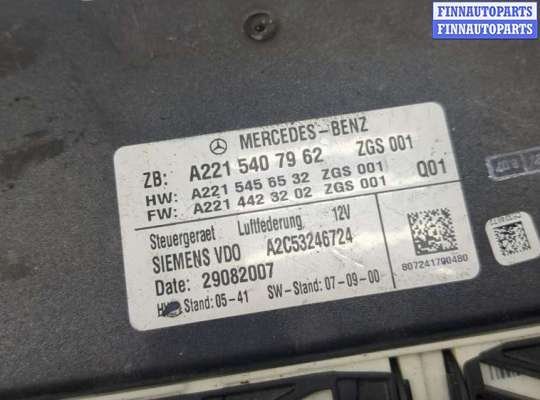 FINNAUTOPARTS
FINNAUTOPARTS
MERCEDES-BENZ
ZB: A221 540 79 62 ZGS 001
HW: A221 545 65 32 ZGS 001
FW: A221 442 32 02 ZGS 001 Q01
Steuergeraet Luftfederung 12V
SIEMENS VDO A2C53246724
Date: 29082007
Stand: 05-41 SW-Stand: 07-09-00
807241790480